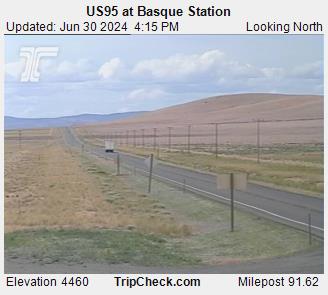 US95 at Basque Station
Updated: Jun 30 2024 4:15 PM Looking North
Elevation 4460 TripCheck.com Milepost 91.62